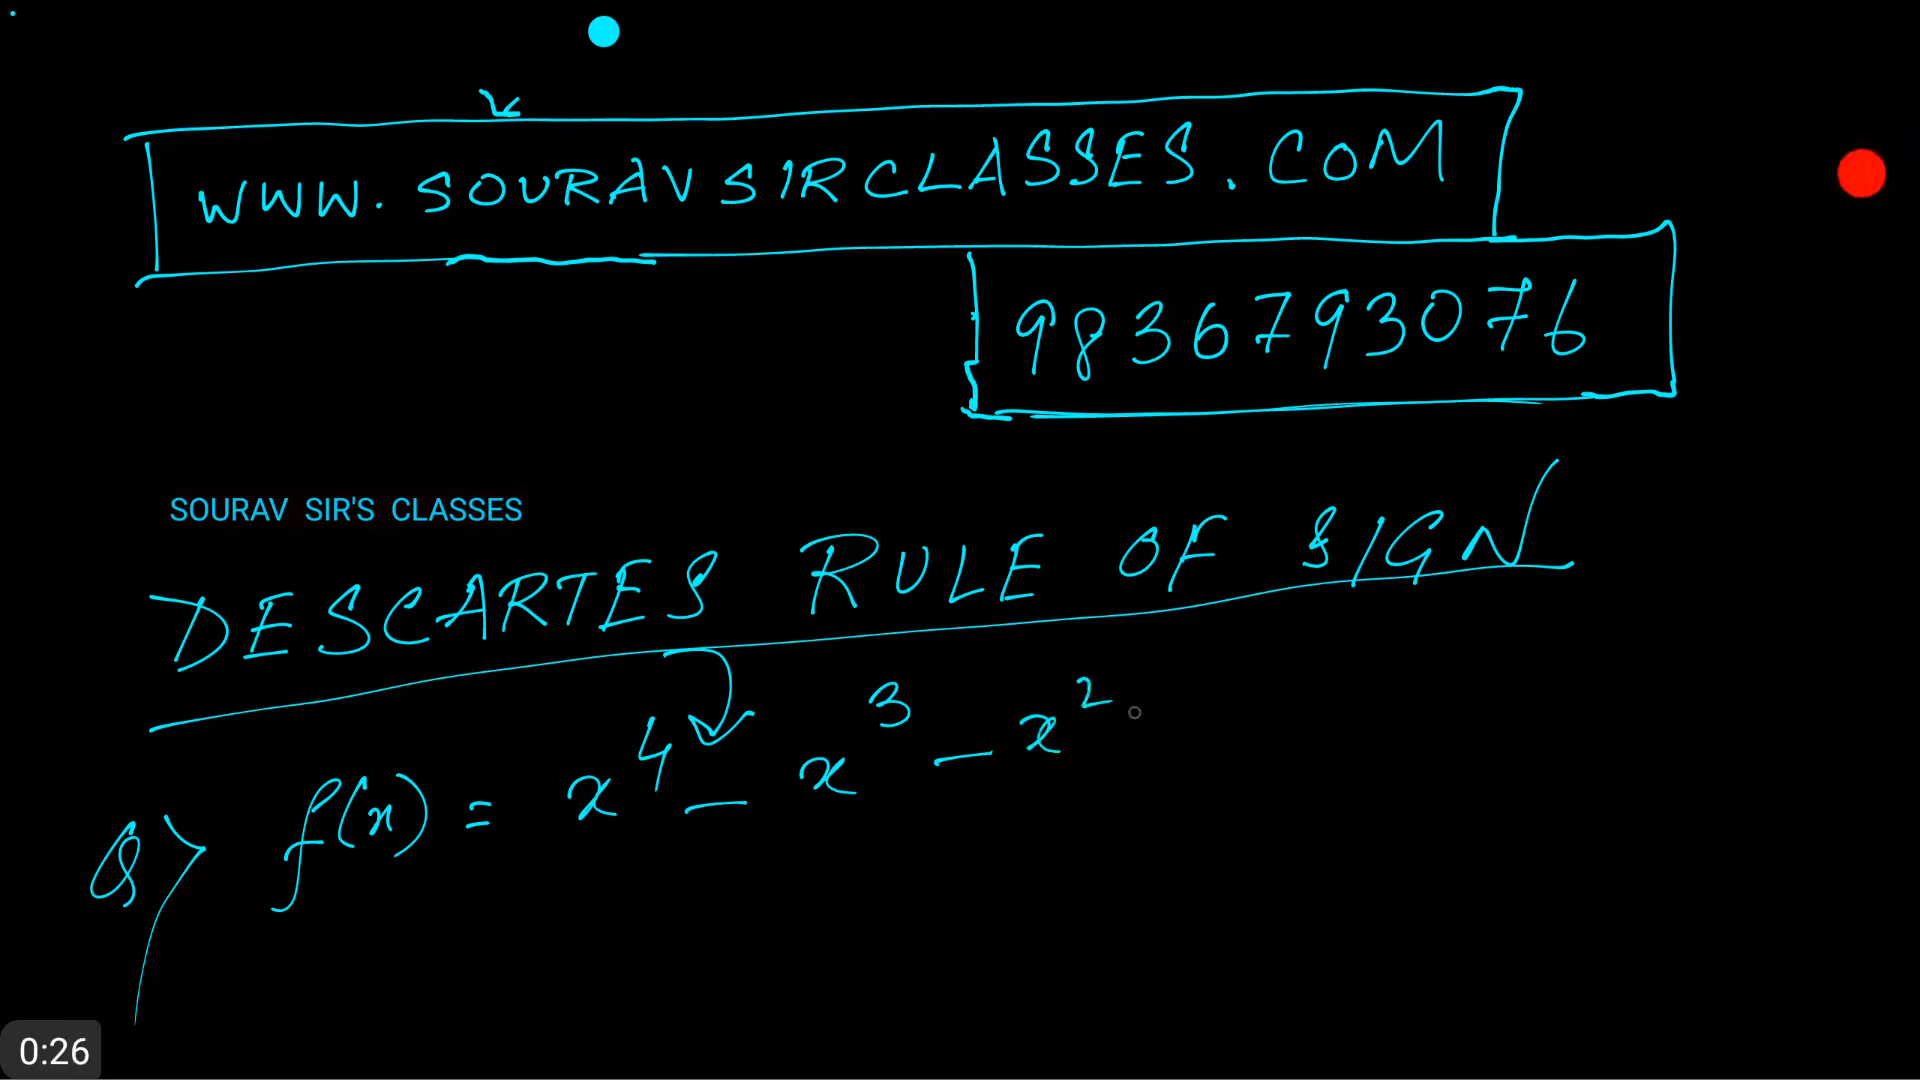 WWW.SOURAVSIRCLASSES.COM
9836793076
SOURAV SIR'S CLASSES
DESCARTES RULE OF SIGN
Q) f(x) = x⁴ - x³ - x²
0:26